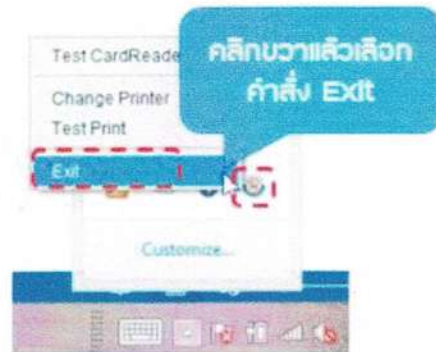 Test CardReade
คลิกขวาแล้วเลือก
คำสั่ง Exit
Change Printer
Test Print
Exit
Customize...